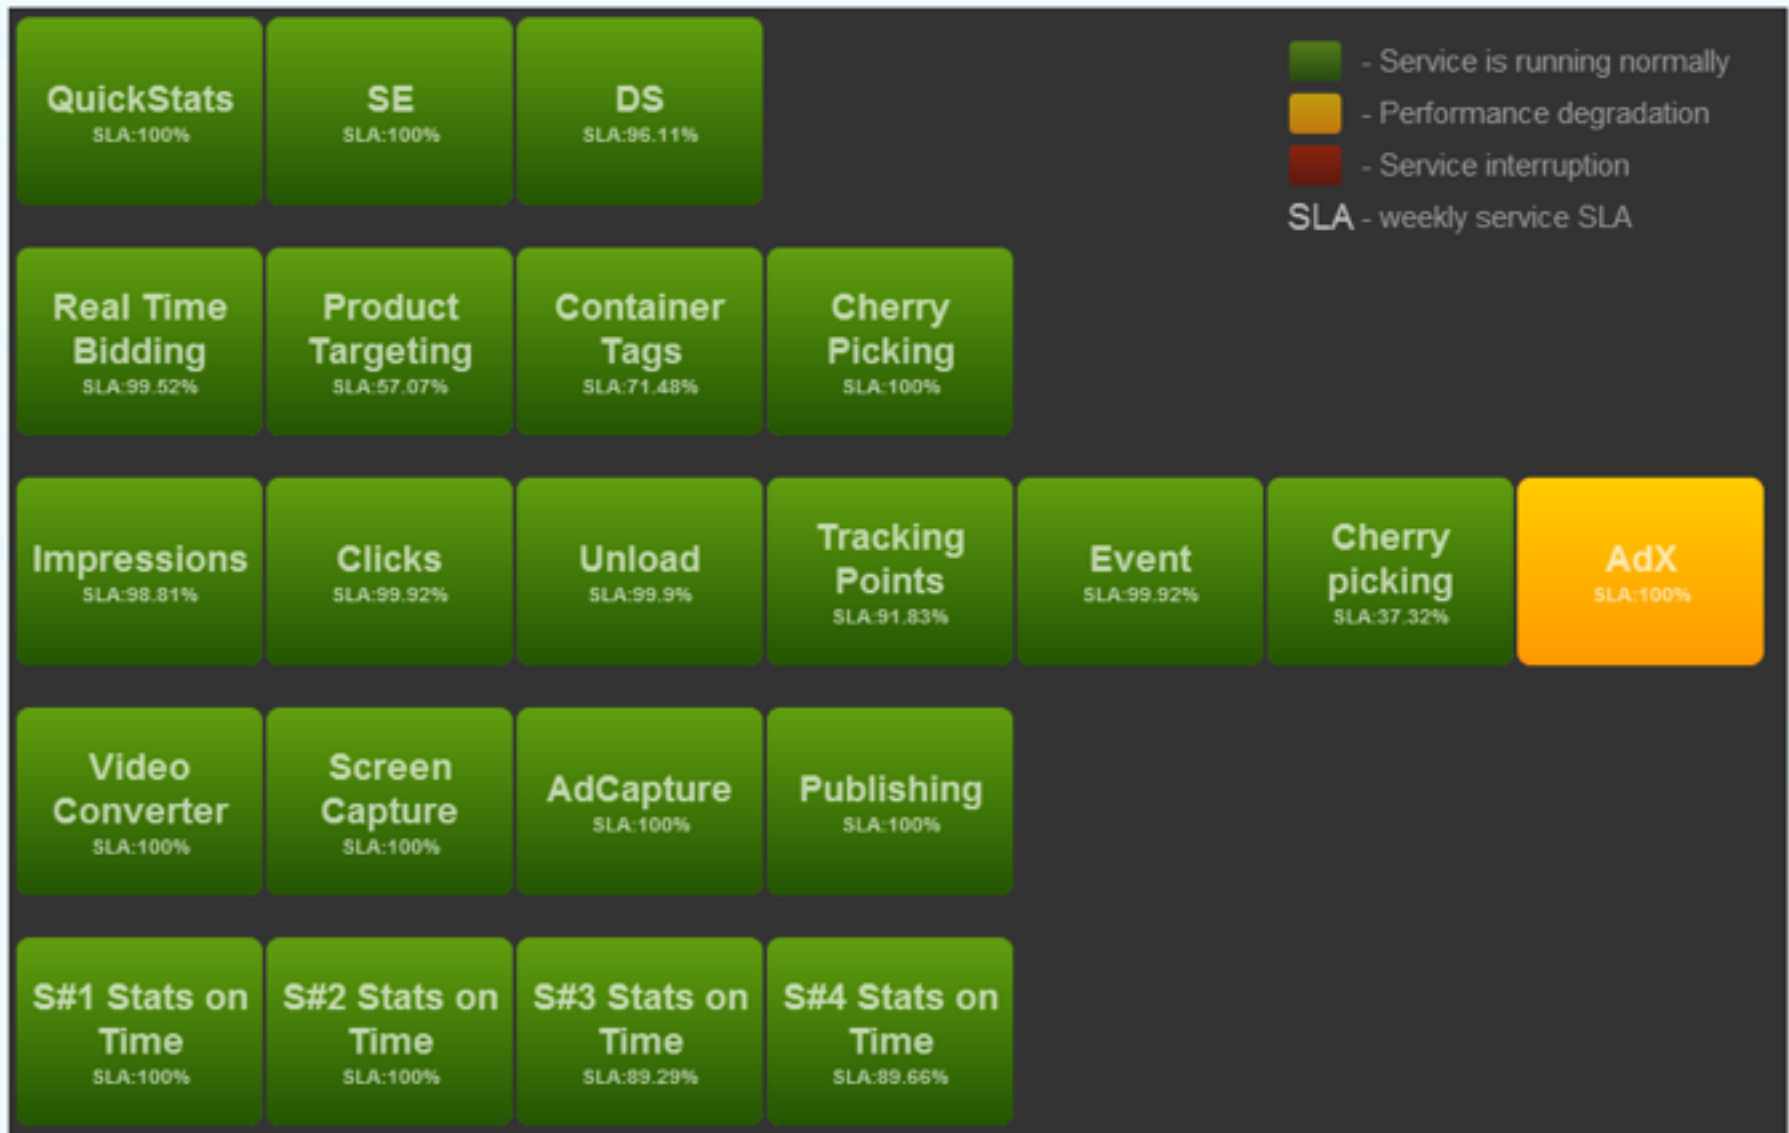 QuickStats
SLA:100%
SE
SLA:100%
DS
SLA:96.11%
- Service is running normally
- Performance degradation
- Service interruption
SLA - weekly service SLA
Real Time
Bidding
SLA:99.52%
Product
Targeting
SLA:57.07%
Container
Tags
SLA:71.48%
Cherry
Picking
SLA:100%
Impressions
SLA:98.81%
Clicks
SLA:99.92%
Unload
SLA:99.9%
Tracking
Points
SLA:91.83%
Event
SLA:99.92%
Cherry
picking
SLA:37.32%
AdX
SLA:100%
Video
Converter
SLA:100%
Screen
Capture
SLA:100%
AdCapture
SLA:100%
Publishing
SLA:100%
S#1 Stats on
Time
SLA:100%
S#2 Stats on
Time
SLA:100%
S#3 Stats on
Time
SLA:89.29%
S#4 Stats on
Time
SLA:89.66%